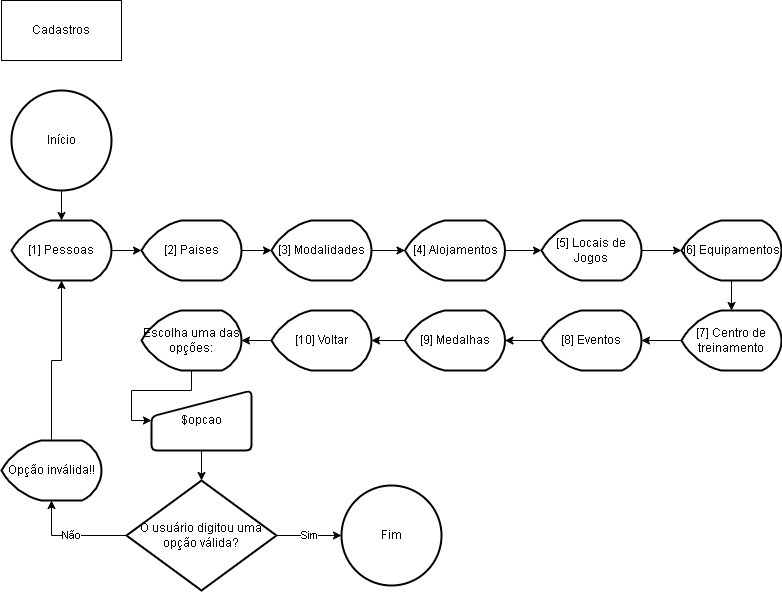 Cadastros
Início
[1] Pessoas
[2] Paises
[3] Modalidades
[4] Alojamentos
[5] Locais de
Jogos
[6] Equipamentos
[7] Centro de
treinamento
[8] Eventos
[9] Medalhas
[10] Voltar
Escolha uma das
opções:
$opcao
O usuário digitou uma
opção válida?
Não
Opção inválida!!
Sim
Fim